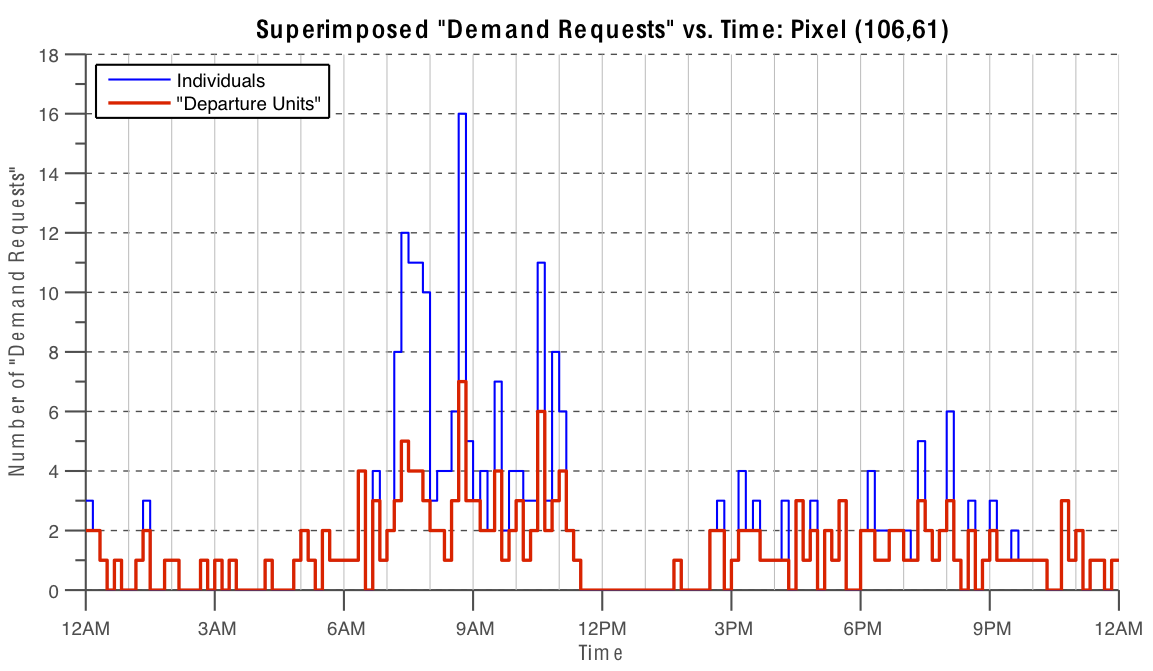 Superimposed "Demand Requests" vs. Time: Pixel (106,61)
Individuals
"Departure Units"
Number of "Demand Requests"
18
16
14
12
10
8
6
4
2
0
12AM 3AM 6AM 9AM 12PM 3PM 6PM 9PM 12AM
Time